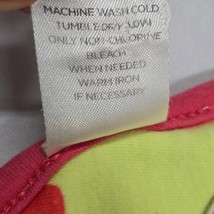 MACHINE WASH COLD
TUMBLE DRY LOW
ONLY NON-CHLORINE
BLEACH
WHEN NEEDED
WARM IRON
IF NECESSARY